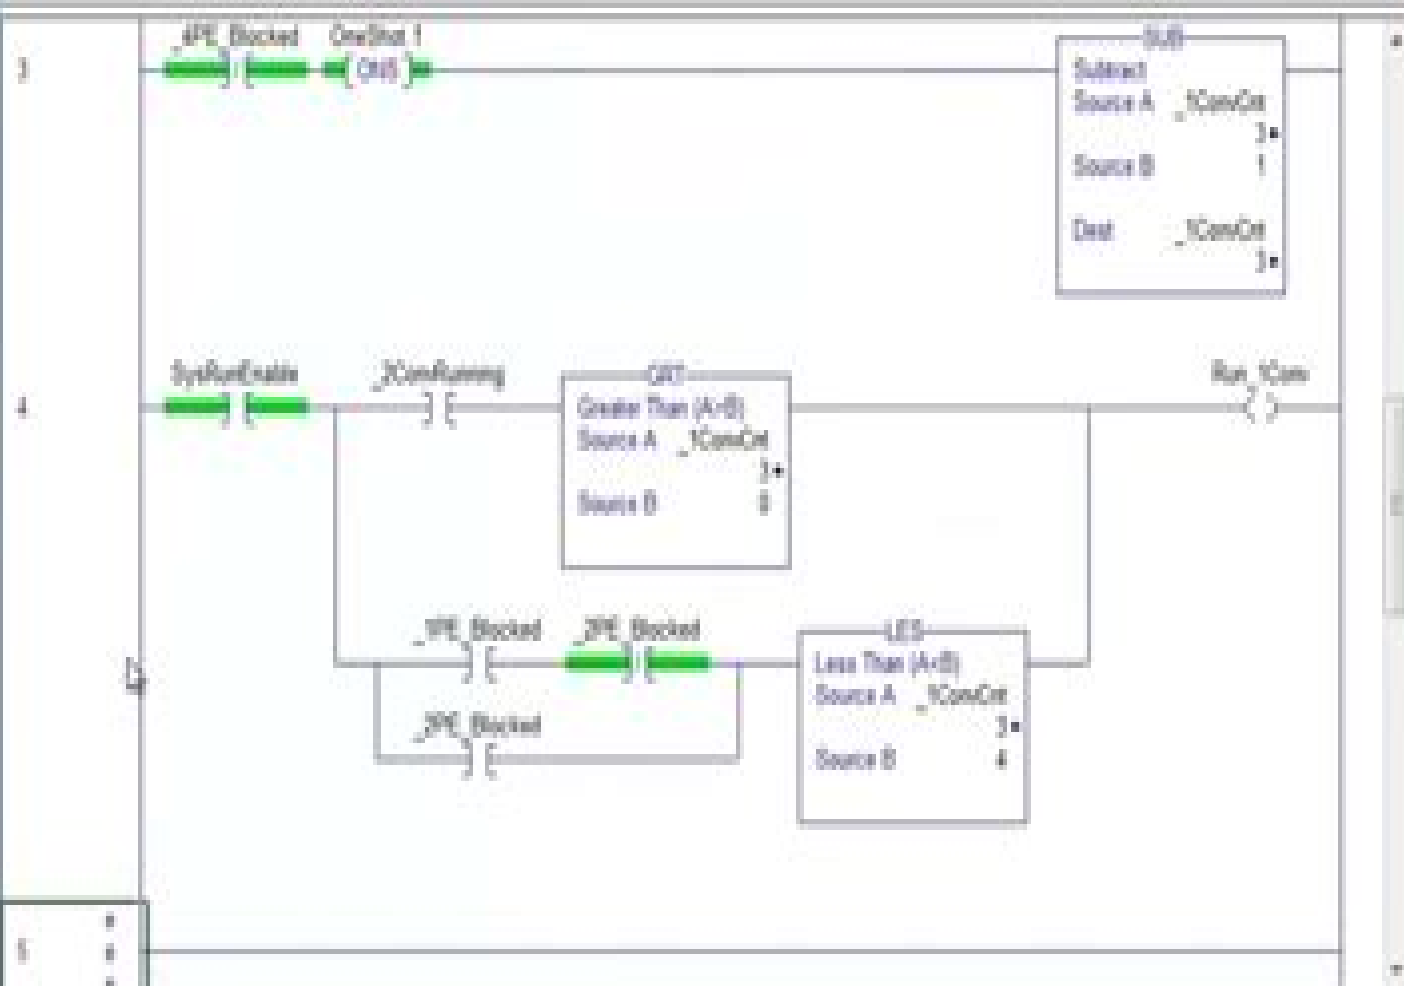 3
_4PE_Blocked OneShot.1
ONS
SUB
Subtract
Source A _1ConvCnt
3
Source B 1
Dest _1ConvCnt
3
4
SysRunEnable
Run_1Conv
GRT
Greater Than (A>B)
Source A _1ConvCnt
3
Source B 0
_1PE_Blocked _2PE_Blocked
LES
Less Than (A<B)
Source A _1ConvCnt
3
Source B 4
_3PE_Blocked
5
e
e